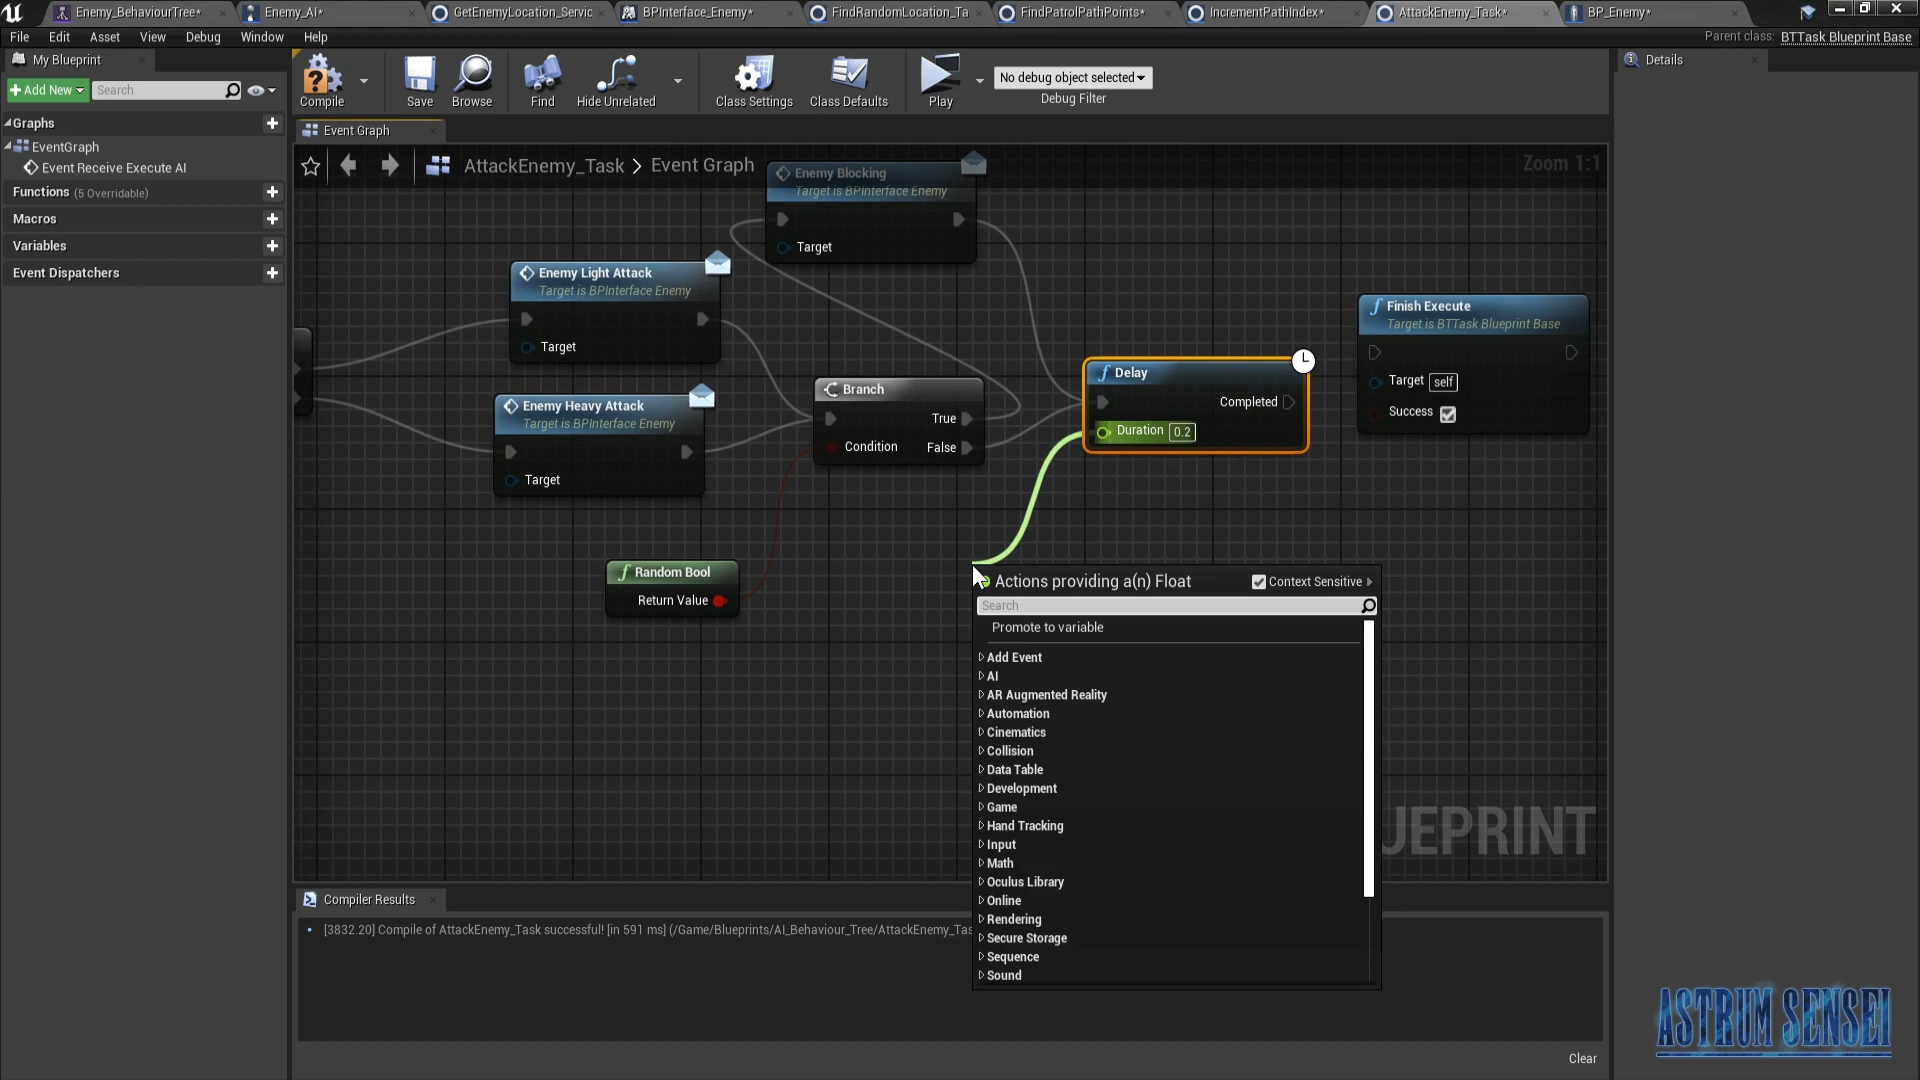 Enemy_BehaviourTree*
Enemy_AI*
GetEnemyLocation_Servic
BPInterface_Enemy*
FindRandomLocation_Ta
FindPatrolPathPoints*
IncrementPathIndex*
AttackEnemy_Task*
BP_Enemy*
File Edit Asset View Debug Window Help
Parent class: BTTask Blueprint Base
My Blueprint
Details
Add New
Search
Compile
Save
Browse
Find
Hide Unrelated
Class Settings
Class Defaults
Play
No debug object selected
Debug Filter
Graphs
EventGraph
Event Receive Execute AI
Functions (5 Overridable)
Macros
Variables
Event Dispatchers
Event Graph
AttackEnemy_Task > Event Graph
Zoom 1:1
Enemy Blocking
Target is BPInterface Enemy
Target
Enemy Light Attack
Target is BPInterface Enemy
Target
Enemy Heavy Attack
Target is BPInterface Enemy
Target
Branch
True
Condition False
Delay
Completed
Duration 0.2
Finish Execute
Target is BTTask Blueprint Base
Target self
Success
Random Bool
Return Value
Actions providing a(n) Float
Context Sensitive
Search
Promote to variable
Add Event
AI
AR Augmented Reality
Automation
Cinematics
Collision
Data Table
Development
Game
Hand Tracking
Input
Math
Oculus Library
Online
Rendering
Secure Storage
Sequence
Sound
UEPRINT
Compiler Results
[3832.20] Compile of AttackEnemy_Task successful! [in 591 ms] (/Game/Blueprints/AI_Behaviour_Tree/AttackEnemy_Tas
Clear
ASTRUM SENSEI